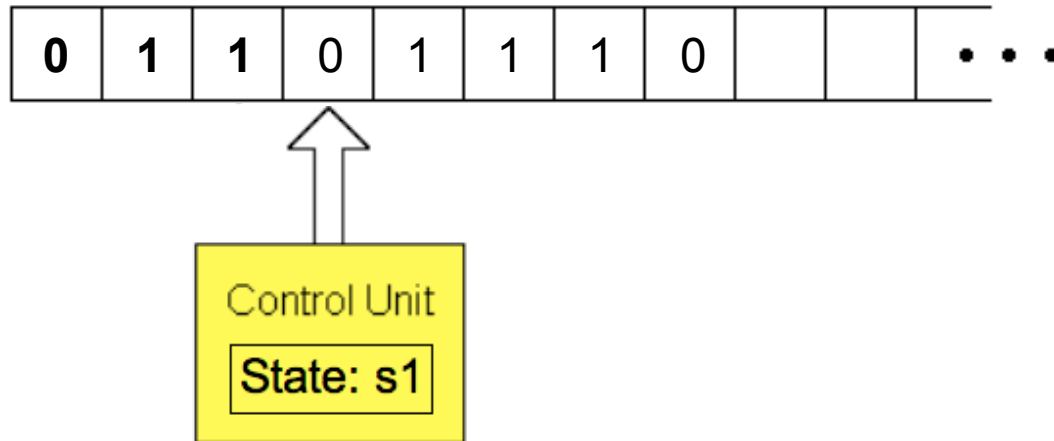 0 1 1 0 1 1 1 0 • • •
Control Unit
State: s1